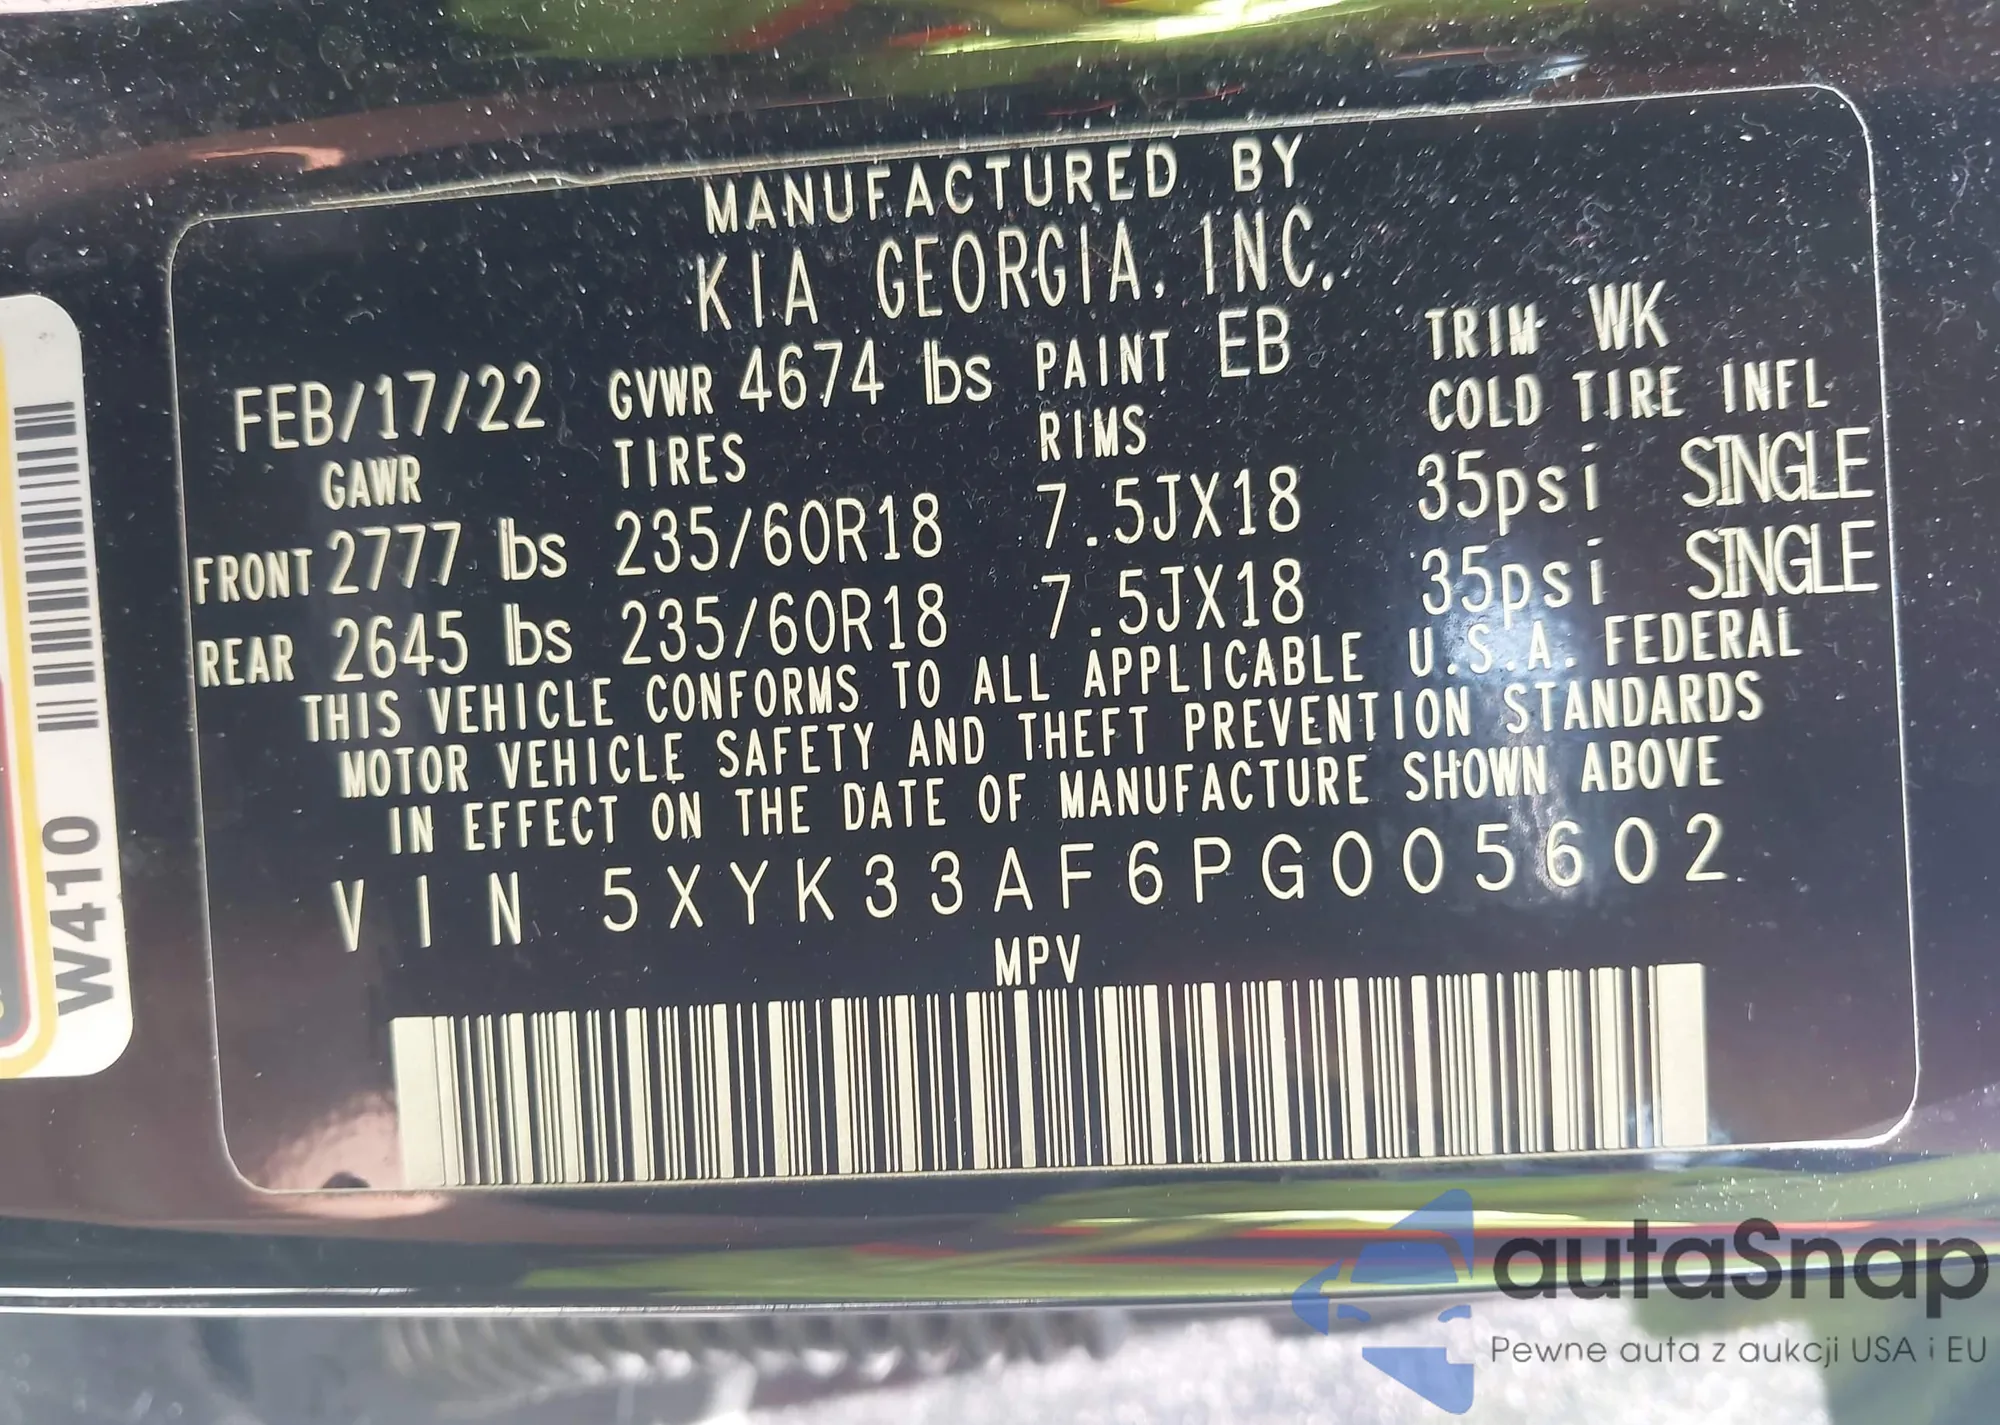 MANUFACTURED BY
KIA GEORGIA, INC.
FEB/17/22 GVWR 4674 lbs PAINT EB TRIM WK
GAWR TIRES RIMS COLD TIRE INFL
FRONT 2777 lbs 235/60R18 7.5JX18 35psi SINGLE
REAR 2645 lbs 235/60R18 7.5JX18 35psi SINGLE
THIS VEHICLE CONFORMS TO ALL APPLICABLE U.S.A. FEDERAL
MOTOR VEHICLE SAFETY AND THEFT PREVENTION STANDARDS
IN EFFECT ON THE DATE OF MANUFACTURE SHOWN ABOVE
VIN 5XYK33AF6PG005602
MPV
W410
autaSnap
Pewne auta z aukcji USA i EU